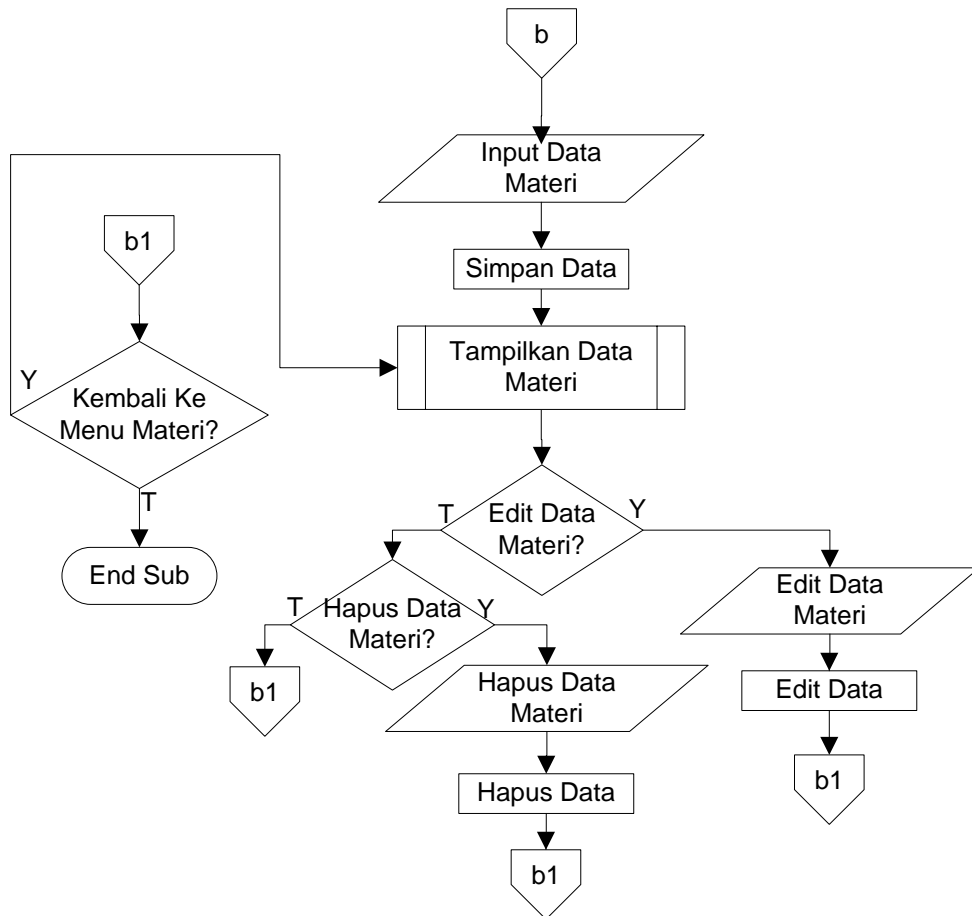 b
Input Data
Materi
b1
Simpan Data
Tampilkan Data
Materi
Y
Kembali Ke
Menu Materi?
T
End Sub
T
Edit Data
Materi?
Y
T
Hapus Data
Materi?
Y
Edit Data
Materi
b1
Hapus Data
Materi
Edit Data
Hapus Data
b1
b1